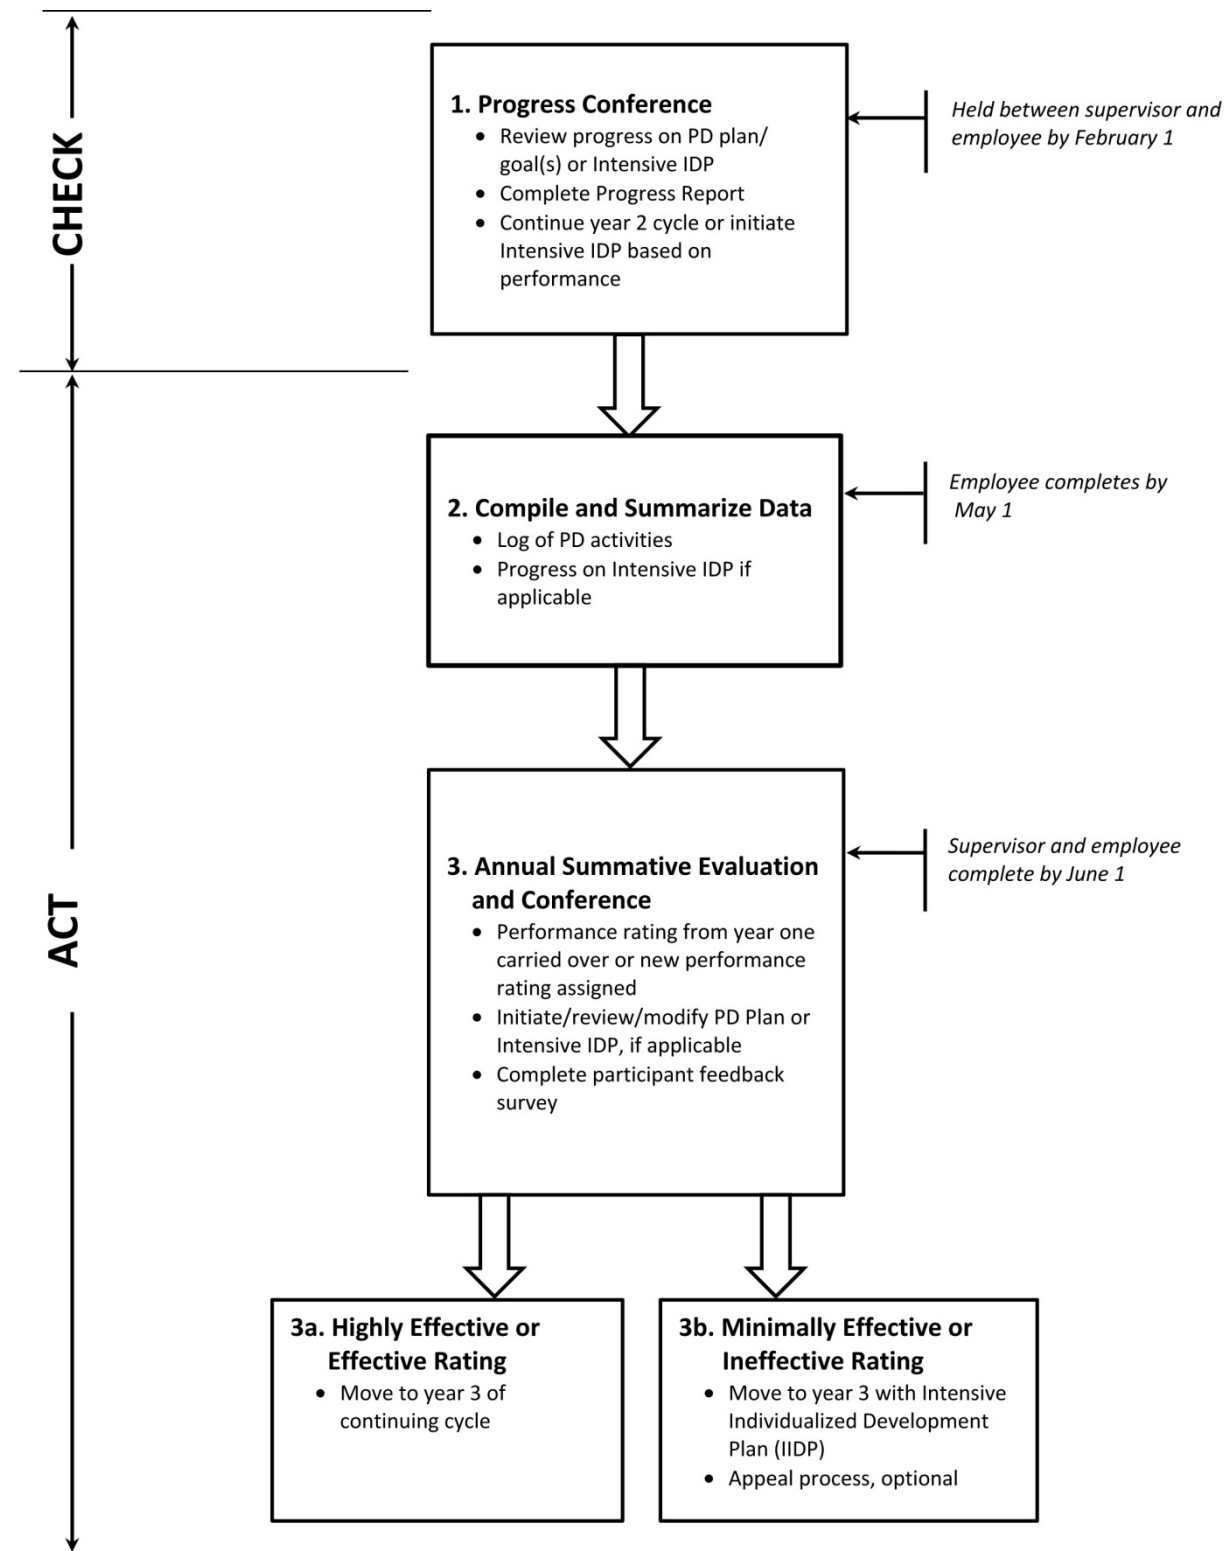 CHECK
1. Progress Conference
• Review progress on PD plan/
goal(s) or Intensive IDP
• Complete Progress Report
• Continue year 2 cycle or initiate
Intensive IDP based on
performance
Held between supervisor and
employee by February 1
ACT
2. Compile and Summarize Data
• Log of PD activities
• Progress on Intensive IDP if
applicable
Employee completes by
May 1
3. Annual Summative Evaluation
and Conference
• Performance rating from year one
carried over or new performance
rating assigned
• Initiate/review/modify PD Plan or
Intensive IDP, if applicable
• Complete participant feedback
survey
Supervisor and employee
complete by June 1
3a. Highly Effective or
Effective Rating
• Move to year 3 of
continuing cycle
3b. Minimally Effective or
Ineffective Rating
• Move to year 3 with Intensive
Individualized Development
Plan (IIDP)
• Appeal process, optional